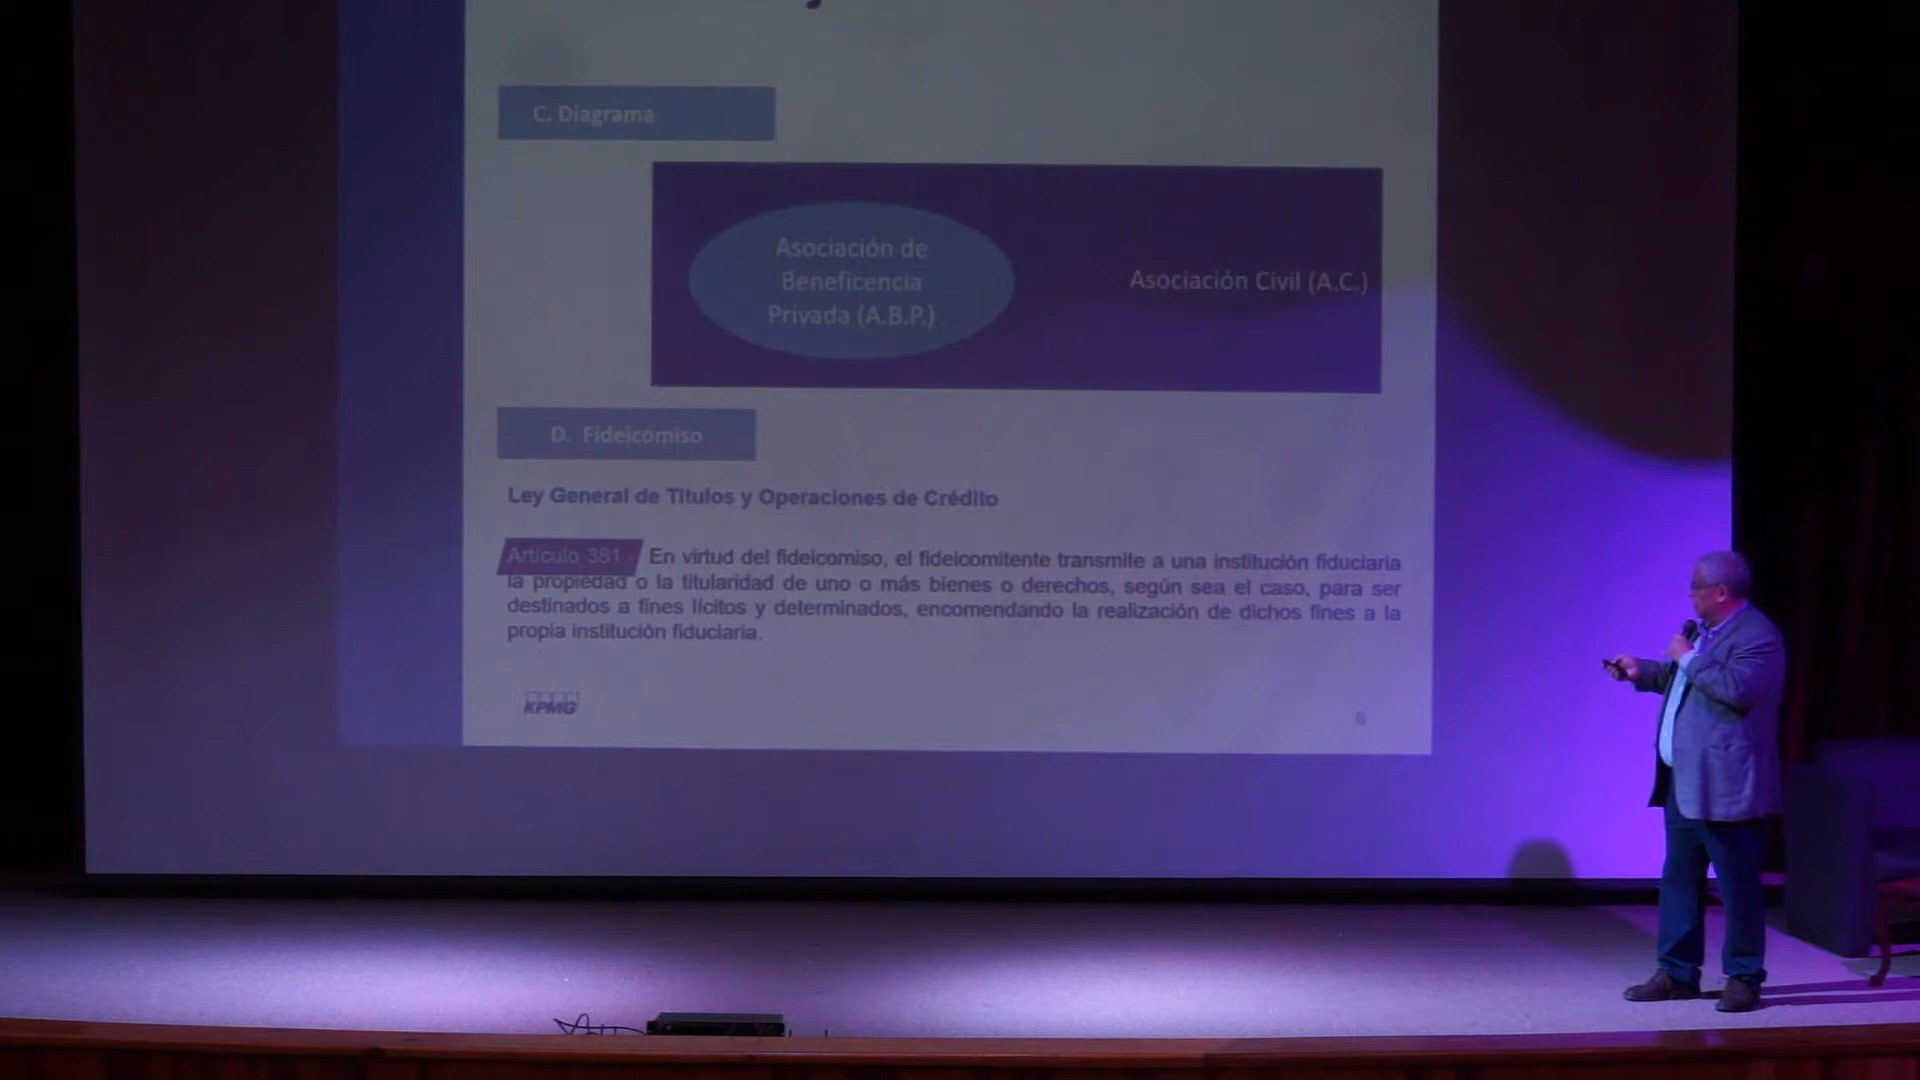 C. Diagrama
Asociación de
Beneficencia
Privada (A.B.P.)
Asociación Civil (A.C.)
D. Fideicomiso
Ley General de Títulos y Operaciones de Crédito
Artículo 381.- En virtud del fideicomiso, el fideicomitente transmite a una institución fiduciaria
la propiedad o la titularidad de uno o más bienes o derechos, según sea el caso, para ser
destinados a fines lícitos y determinados, encomendando la realización de dichos fines a la
propia institución fiduciaria.
KPMG
6